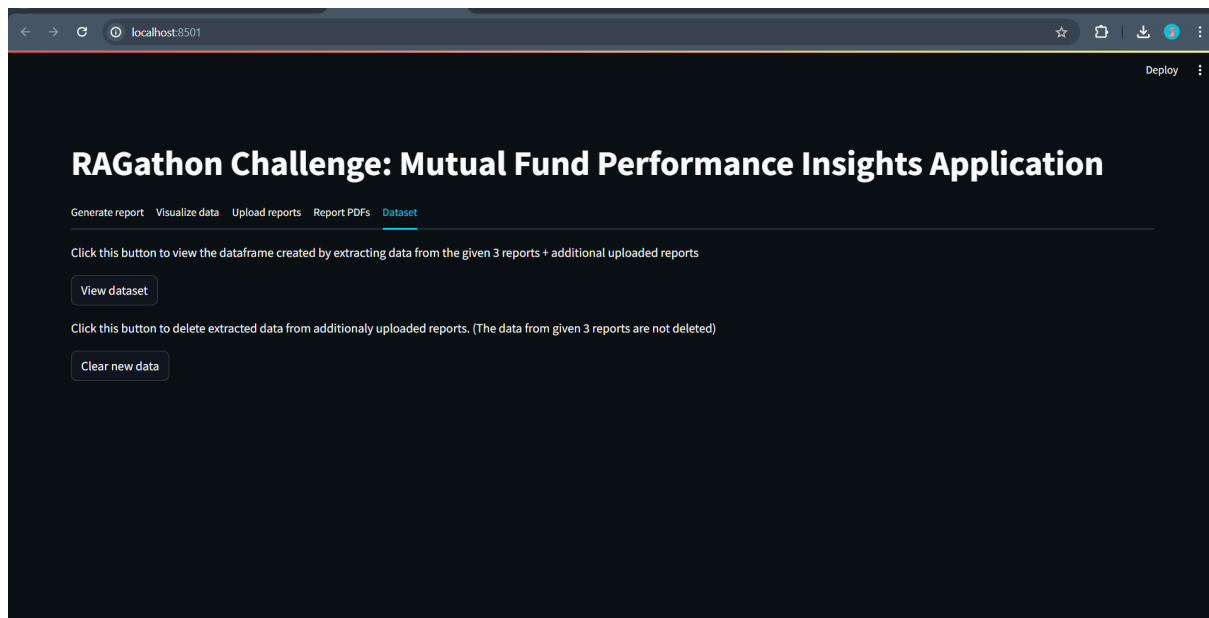 localhost:8501
Deploy
RAGathon Challenge: Mutual Fund Performance Insights Application
Generate report Visualize data Upload reports Report PDFs Dataset
Click this button to view the dataframe created by extracting data from the given 3 reports + additional uploaded reports
View dataset
Click this button to delete extracted data from additionaly uploaded reports. (The data from given 3 reports are not deleted)
Clear new data